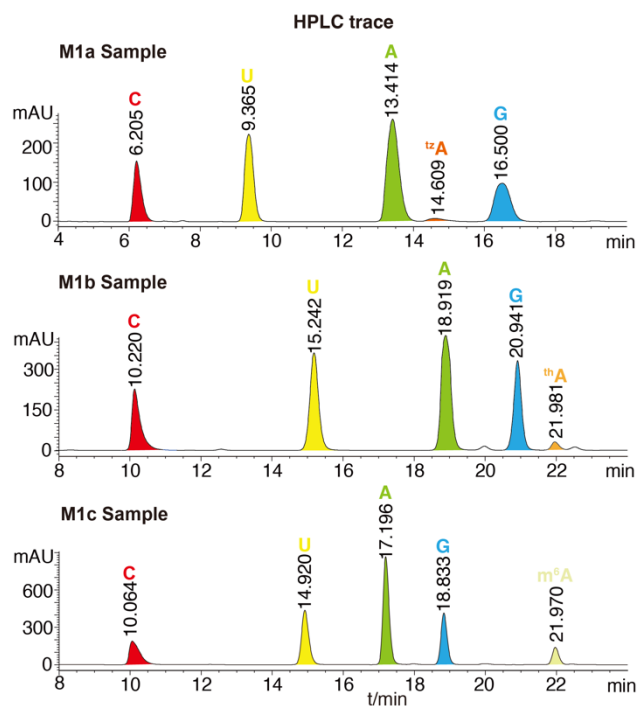 HPLC trace
M1a Sample
mAU
200
100
0
C
6.205
U
9.365
A
13.414
tzA
14.609
G
16.500
4 6 8 10 12 14 16 18 min
M1b Sample
mAU
300
150
0
C
10.220
U
15.242
A
18.919
G
20.941
thA
21.981
8 10 12 14 16 18 20 22 min
M1c Sample
mAU
600
300
0
C
10.064
U
14.920
A
17.196
G
18.833
m6A
21.970
8 10 12 14 16 18 20 22 min
t/min